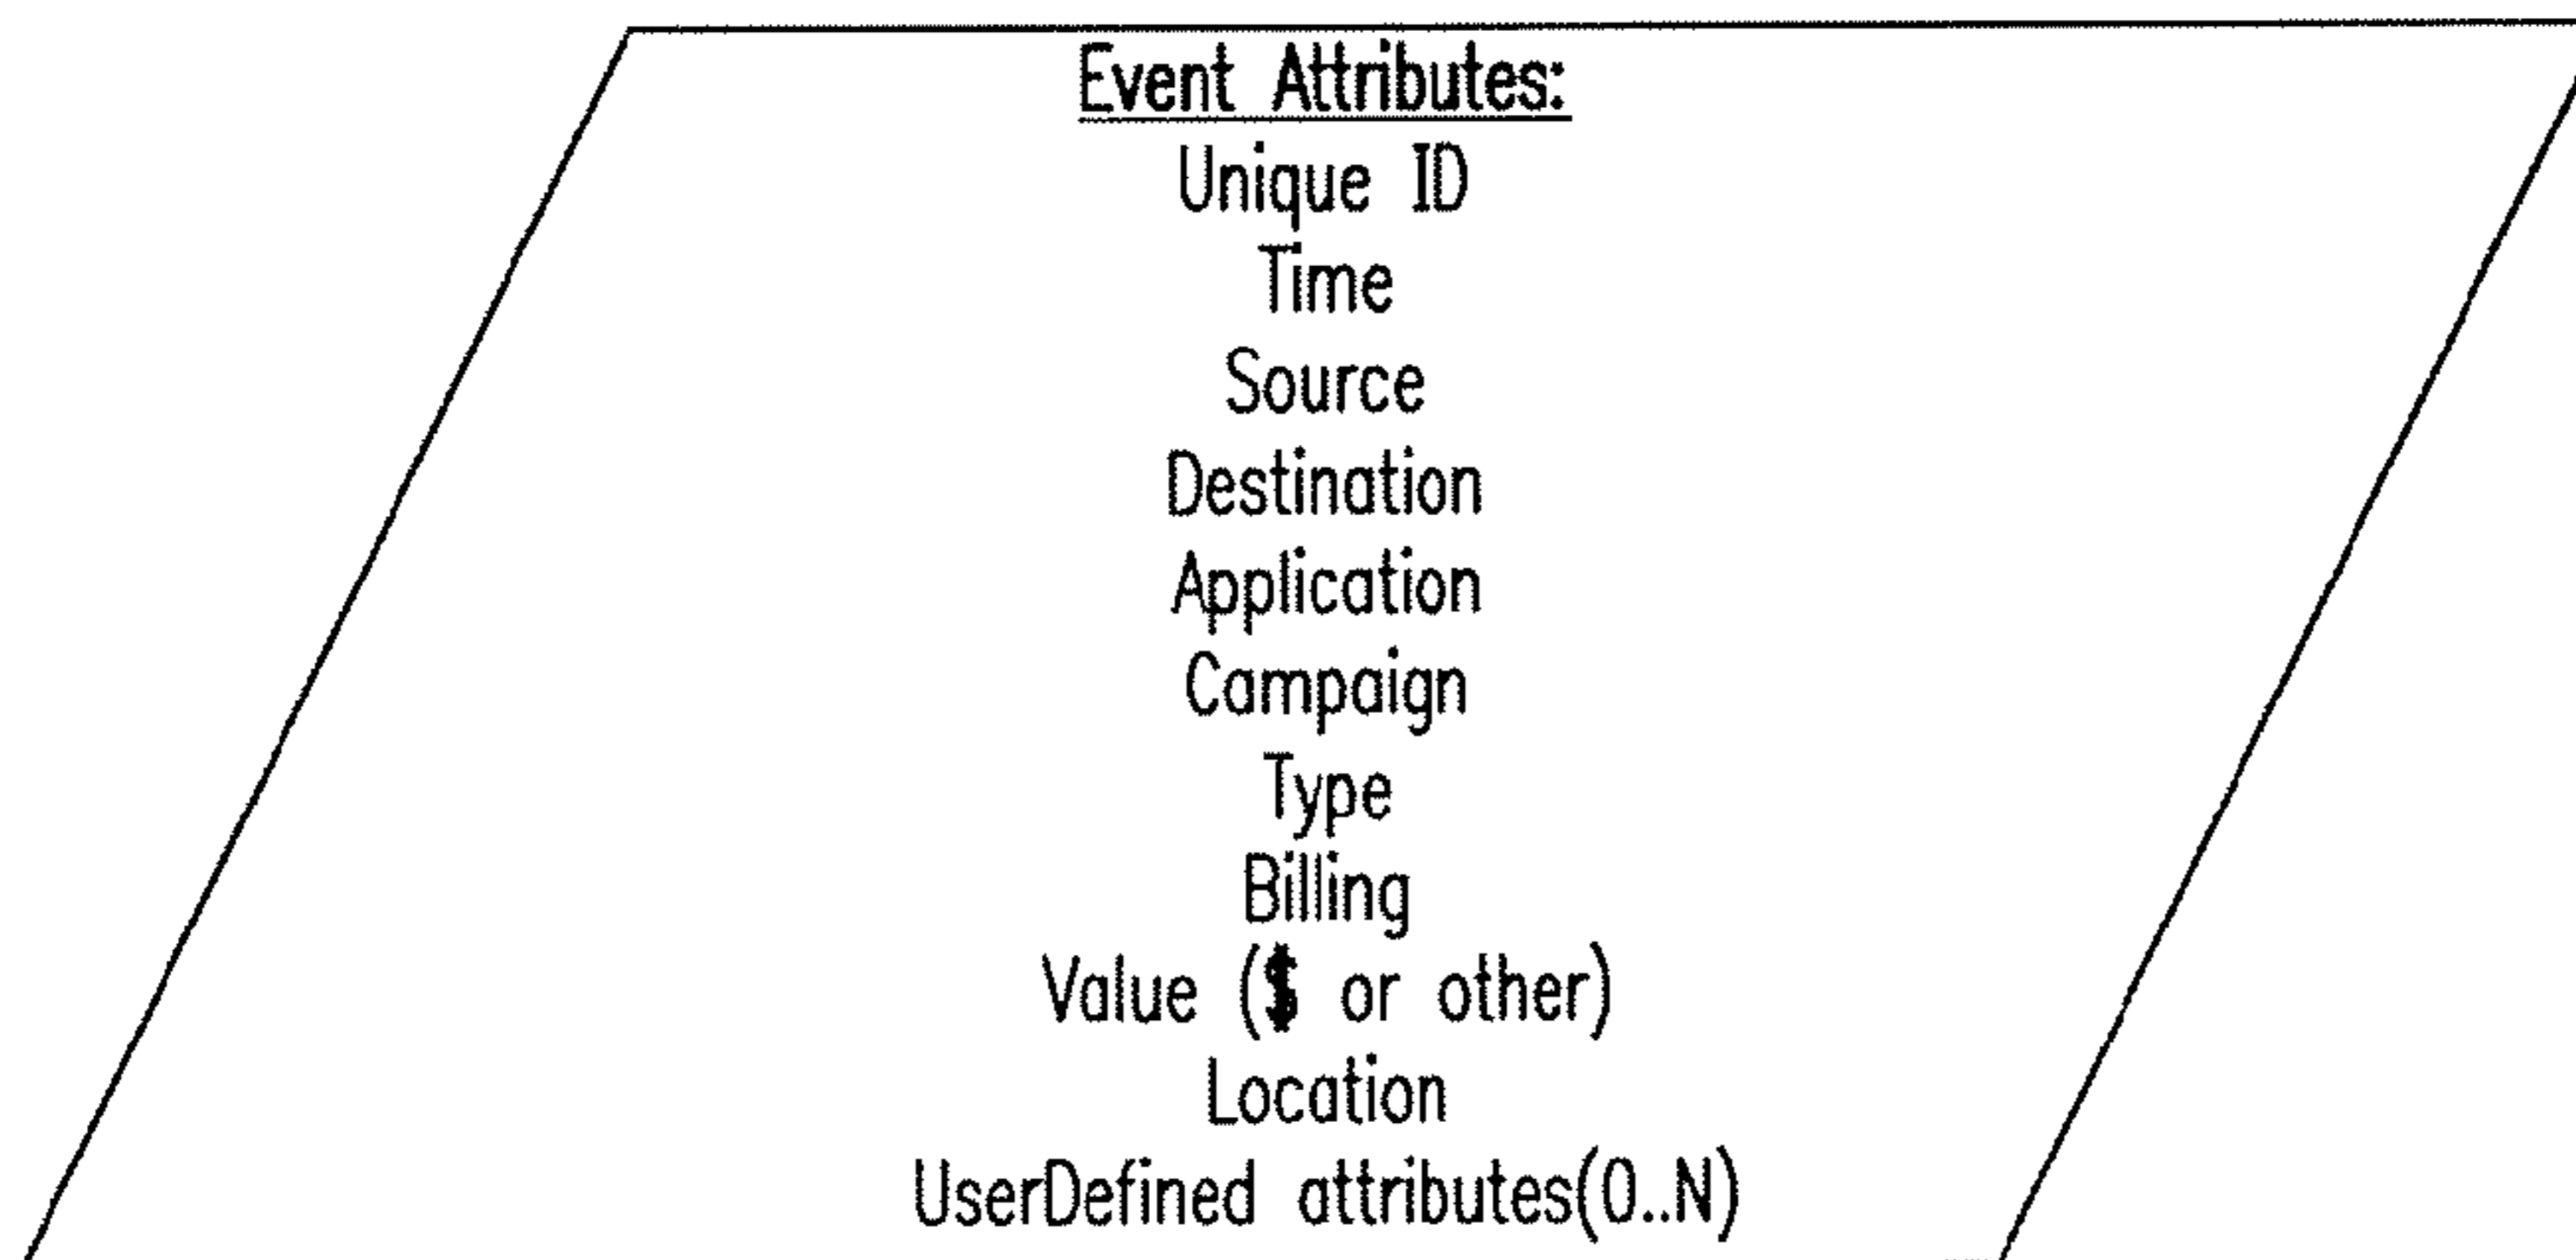 Event Attributes:
Unique ID
Time
Source
Destination
Application
Campaign
Type
Billing
Value ($ or other)
Location
UserDefined attributes(0..N)